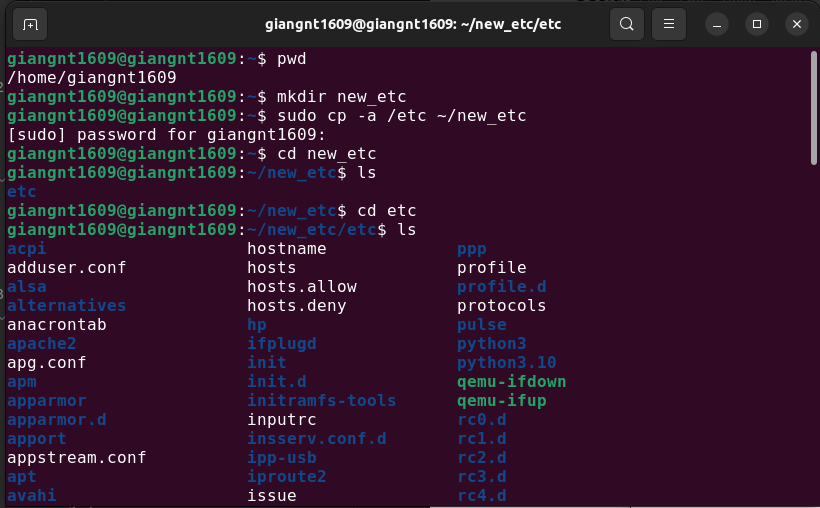 giangnt1609@giangnt1609: ~/new_etc/etc
giangnt1609@giangnt1609:~$ pwd
/home/giangnt1609
giangnt1609@giangnt1609:~$ mkdir new_etc
giangnt1609@giangnt1609:~$ sudo cp -a /etc ~/new_etc
[sudo] password for giangnt1609:
giangnt1609@giangnt1609:~$ cd new_etc
giangnt1609@giangnt1609:~/new_etc$ ls
etc
giangnt1609@giangnt1609:~/new_etc$ cd etc
giangnt1609@giangnt1609:~/new_etc/etc$ ls
acpi hostname ppp
adduser.conf hosts profile
alsa hosts.allow profile.d
alternatives hosts.deny protocols
anacrontab hp pulse
apache2 ifplugd python3
apg.conf init python3.10
apm init.d qemu-ifdown
apparmor initramfs-tools qemu-ifup
apparmor.d inputrc rc0.d
apport insserv.conf.d rc1.d
appstream.conf ipp-usb rc2.d
apt iproute2 rc3.d
avahi issue rc4.d